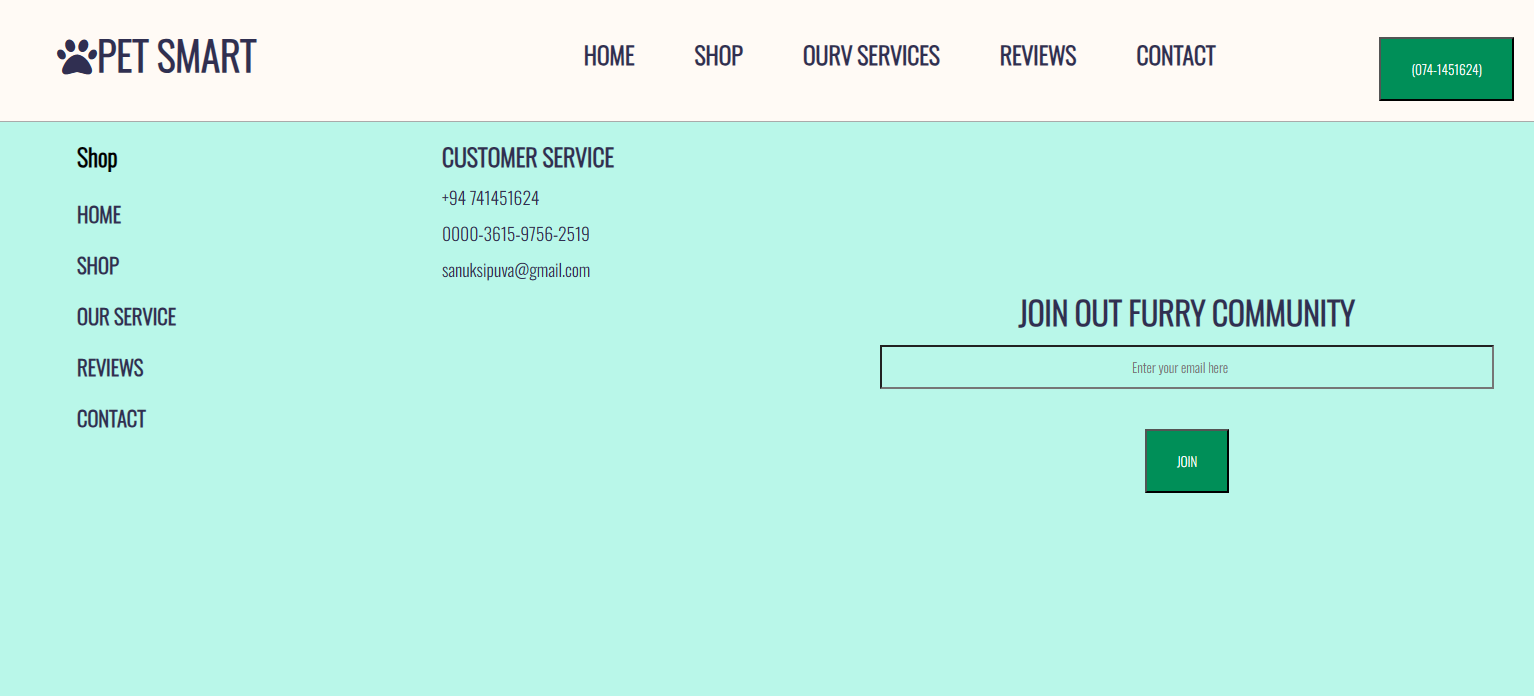 PET SMART
HOME SHOP OURV SERVICES REVIEWS CONTACT
(074-1451624)
Shop
HOME
SHOP
OUR SERVICE
REVIEWS
CONTACT
CUSTOMER SERVICE
+94 741451624
0000-3615-9756-2519
sanuksipuva@gmail.com
JOIN OUT FURRY COMMUNITY
Enter your email here
JOIN